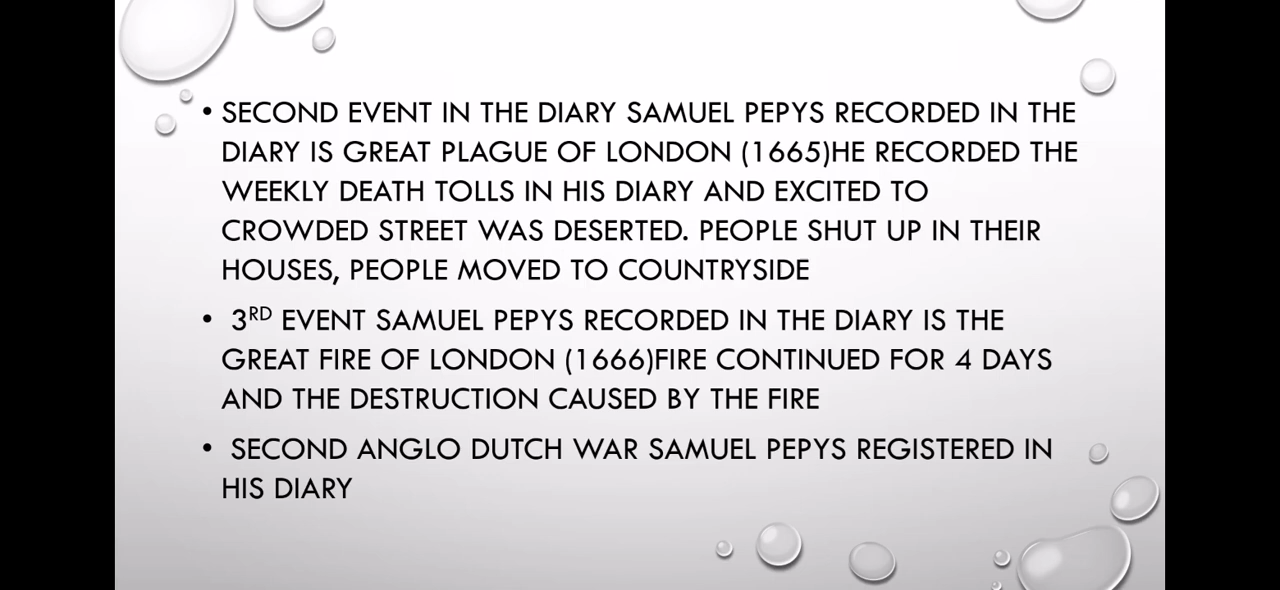 • SECOND EVENT IN THE DIARY SAMUEL PEPYS RECORDED IN THE
DIARY IS GREAT PLAGUE OF LONDON (1665)HE RECORDED THE
WEEKLY DEATH TOLLS IN HIS DIARY AND EXCITED TO
CROWDED STREET WAS DESERTED. PEOPLE SHUT UP IN THEIR
HOUSES, PEOPLE MOVED TO COUNTRYSIDE
• 3RD EVENT SAMUEL PEPYS RECORDED IN THE DIARY IS THE
GREAT FIRE OF LONDON (1666)FIRE CONTINUED FOR 4 DAYS
AND THE DESTRUCTION CAUSED BY THE FIRE
• SECOND ANGLO DUTCH WAR SAMUEL PEPYS REGISTERED IN
HIS DIARY